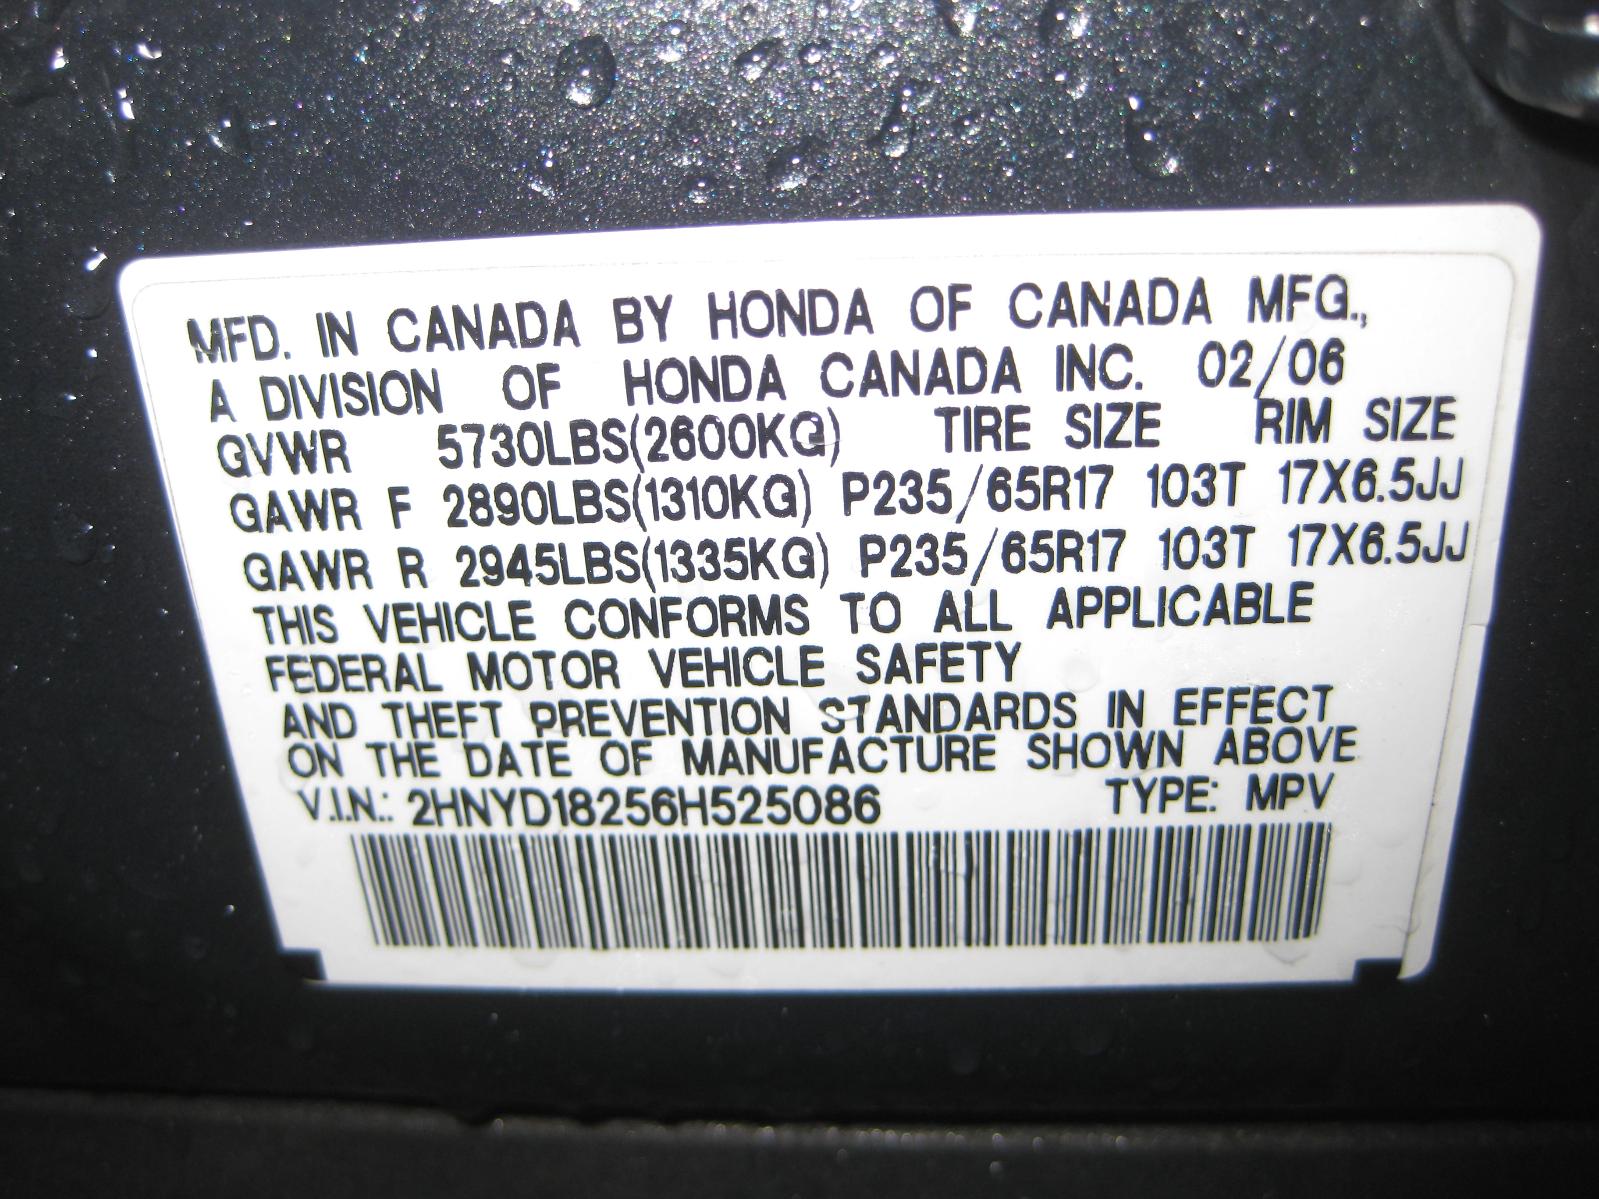 MFD. IN CANADA BY HONDA OF CANADA MFG.,
A DIVISION OF HONDA CANADA INC. 02/06
GVWR 5730LBS(2600KG) TIRE SIZE RIM SIZE
GAWR F 2890LBS(1310KG) P235/65R17 103T 17X6.5JJ
GAWR R 2945LBS(1335KG) P235/65R17 103T 17X6.5JJ
THIS VEHICLE CONFORMS TO ALL APPLICABLE
FEDERAL MOTOR VEHICLE SAFETY
AND THEFT PREVENTION STANDARDS IN EFFECT
ON THE DATE OF MANUFACTURE SHOWN ABOVE
V.I.N.: 2HNYD18256H525086 TYPE: MPV